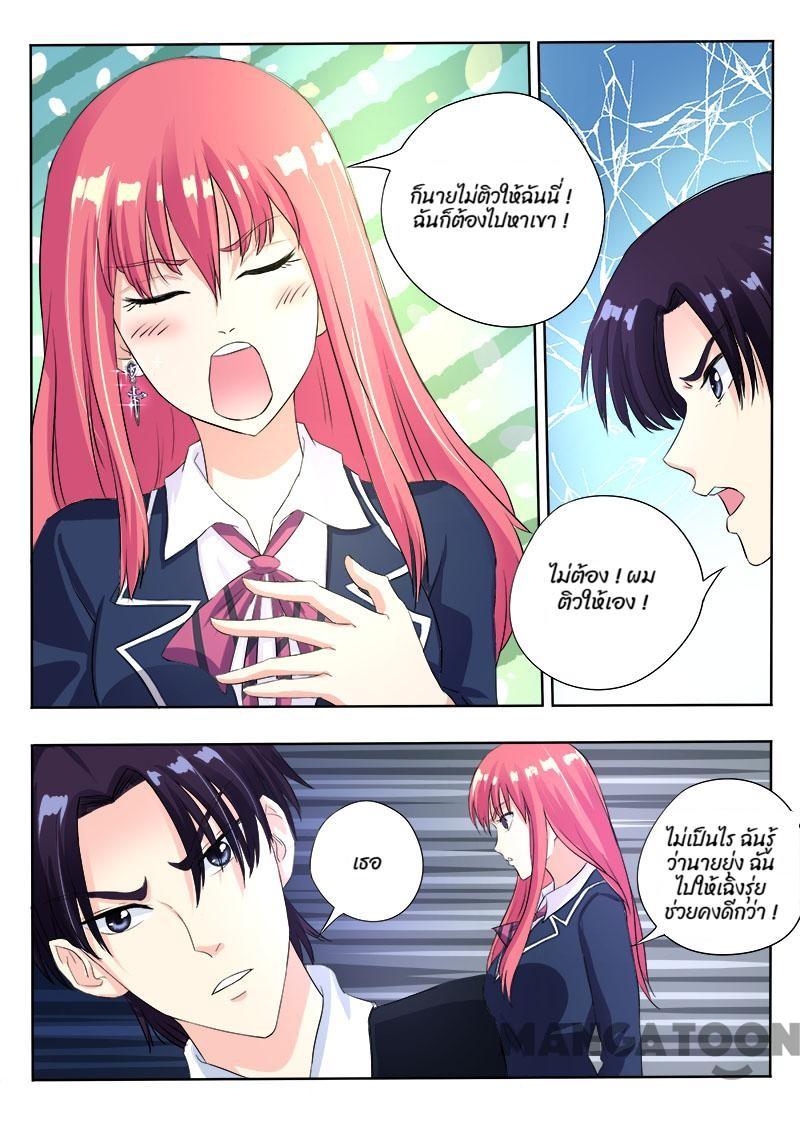 ก็นายไม่ติวให้ฉันนี่ !
ฉันก็ต้องไปหาเขา !
ไม่ต้อง ! ผม
ติวให้เอง !
เธอ
ไม่เป็นไร ฉันรู้
ว่านายยุ่ง ฉัน
ไปให้เฉิงรุ่ย
ช่วยคงดีกว่า !
MANGATOON